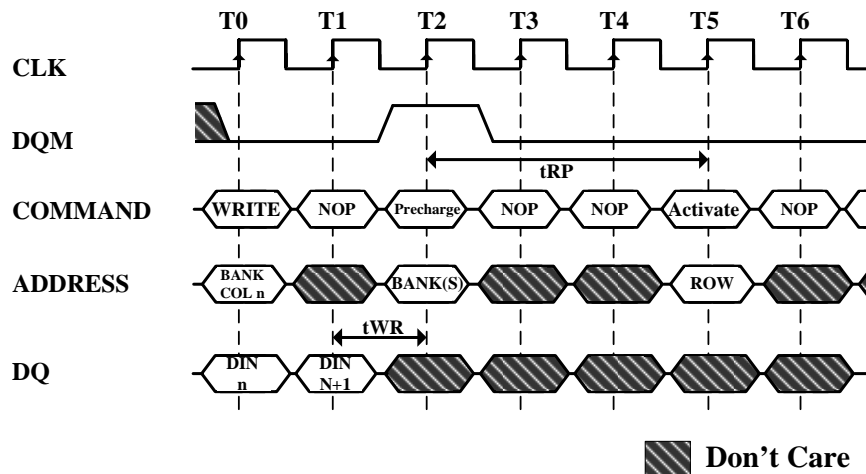 T0 T1 T2 T3 T4 T5 T6
CLK
DQM
tRP
COMMAND WRITE NOP Precharge NOP NOP Activate NOP
ADDRESS BANK COL n BANK(S) ROW
tWR
DQ DIN n DIN N+1
Don't Care